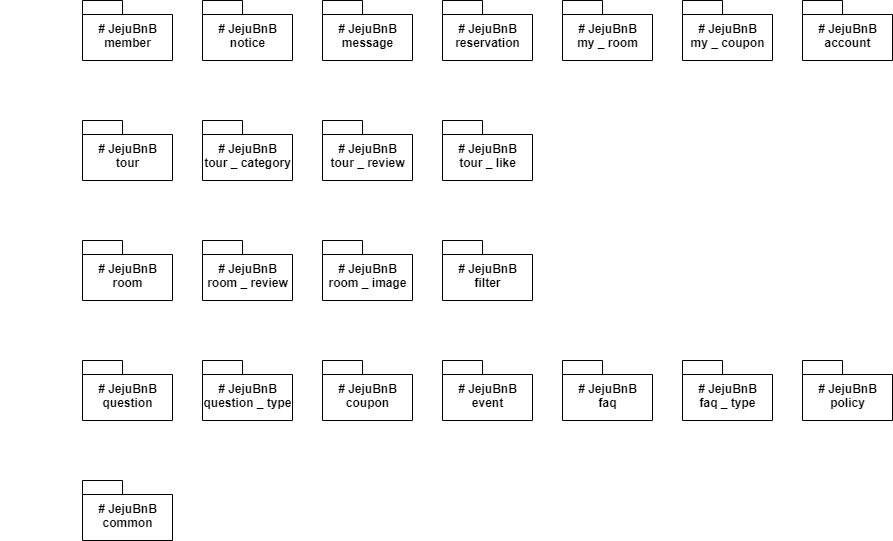 # JejuBnB
member
# JejuBnB
notice
# JejuBnB
message
# JejuBnB
reservation
# JejuBnB
my _ room
# JejuBnB
my _ coupon
# JejuBnB
account
# JejuBnB
tour
# JejuBnB
tour _ category
# JejuBnB
tour _ review
# JejuBnB
tour _ like
# JejuBnB
room
# JejuBnB
room _ review
# JejuBnB
room _ image
# JejuBnB
filter
# JejuBnB
question
# JejuBnB
question _ type
# JejuBnB
coupon
# JejuBnB
event
# JejuBnB
faq
# JejuBnB
faq _ type
# JejuBnB
policy
# JejuBnB
common